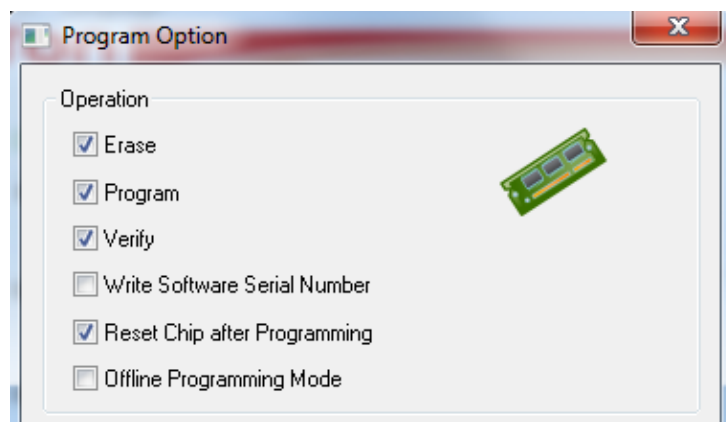 Program Option
Operation
Erase
Program
Verify
Write Software Serial Number
Reset Chip after Programming
Offline Programming Mode